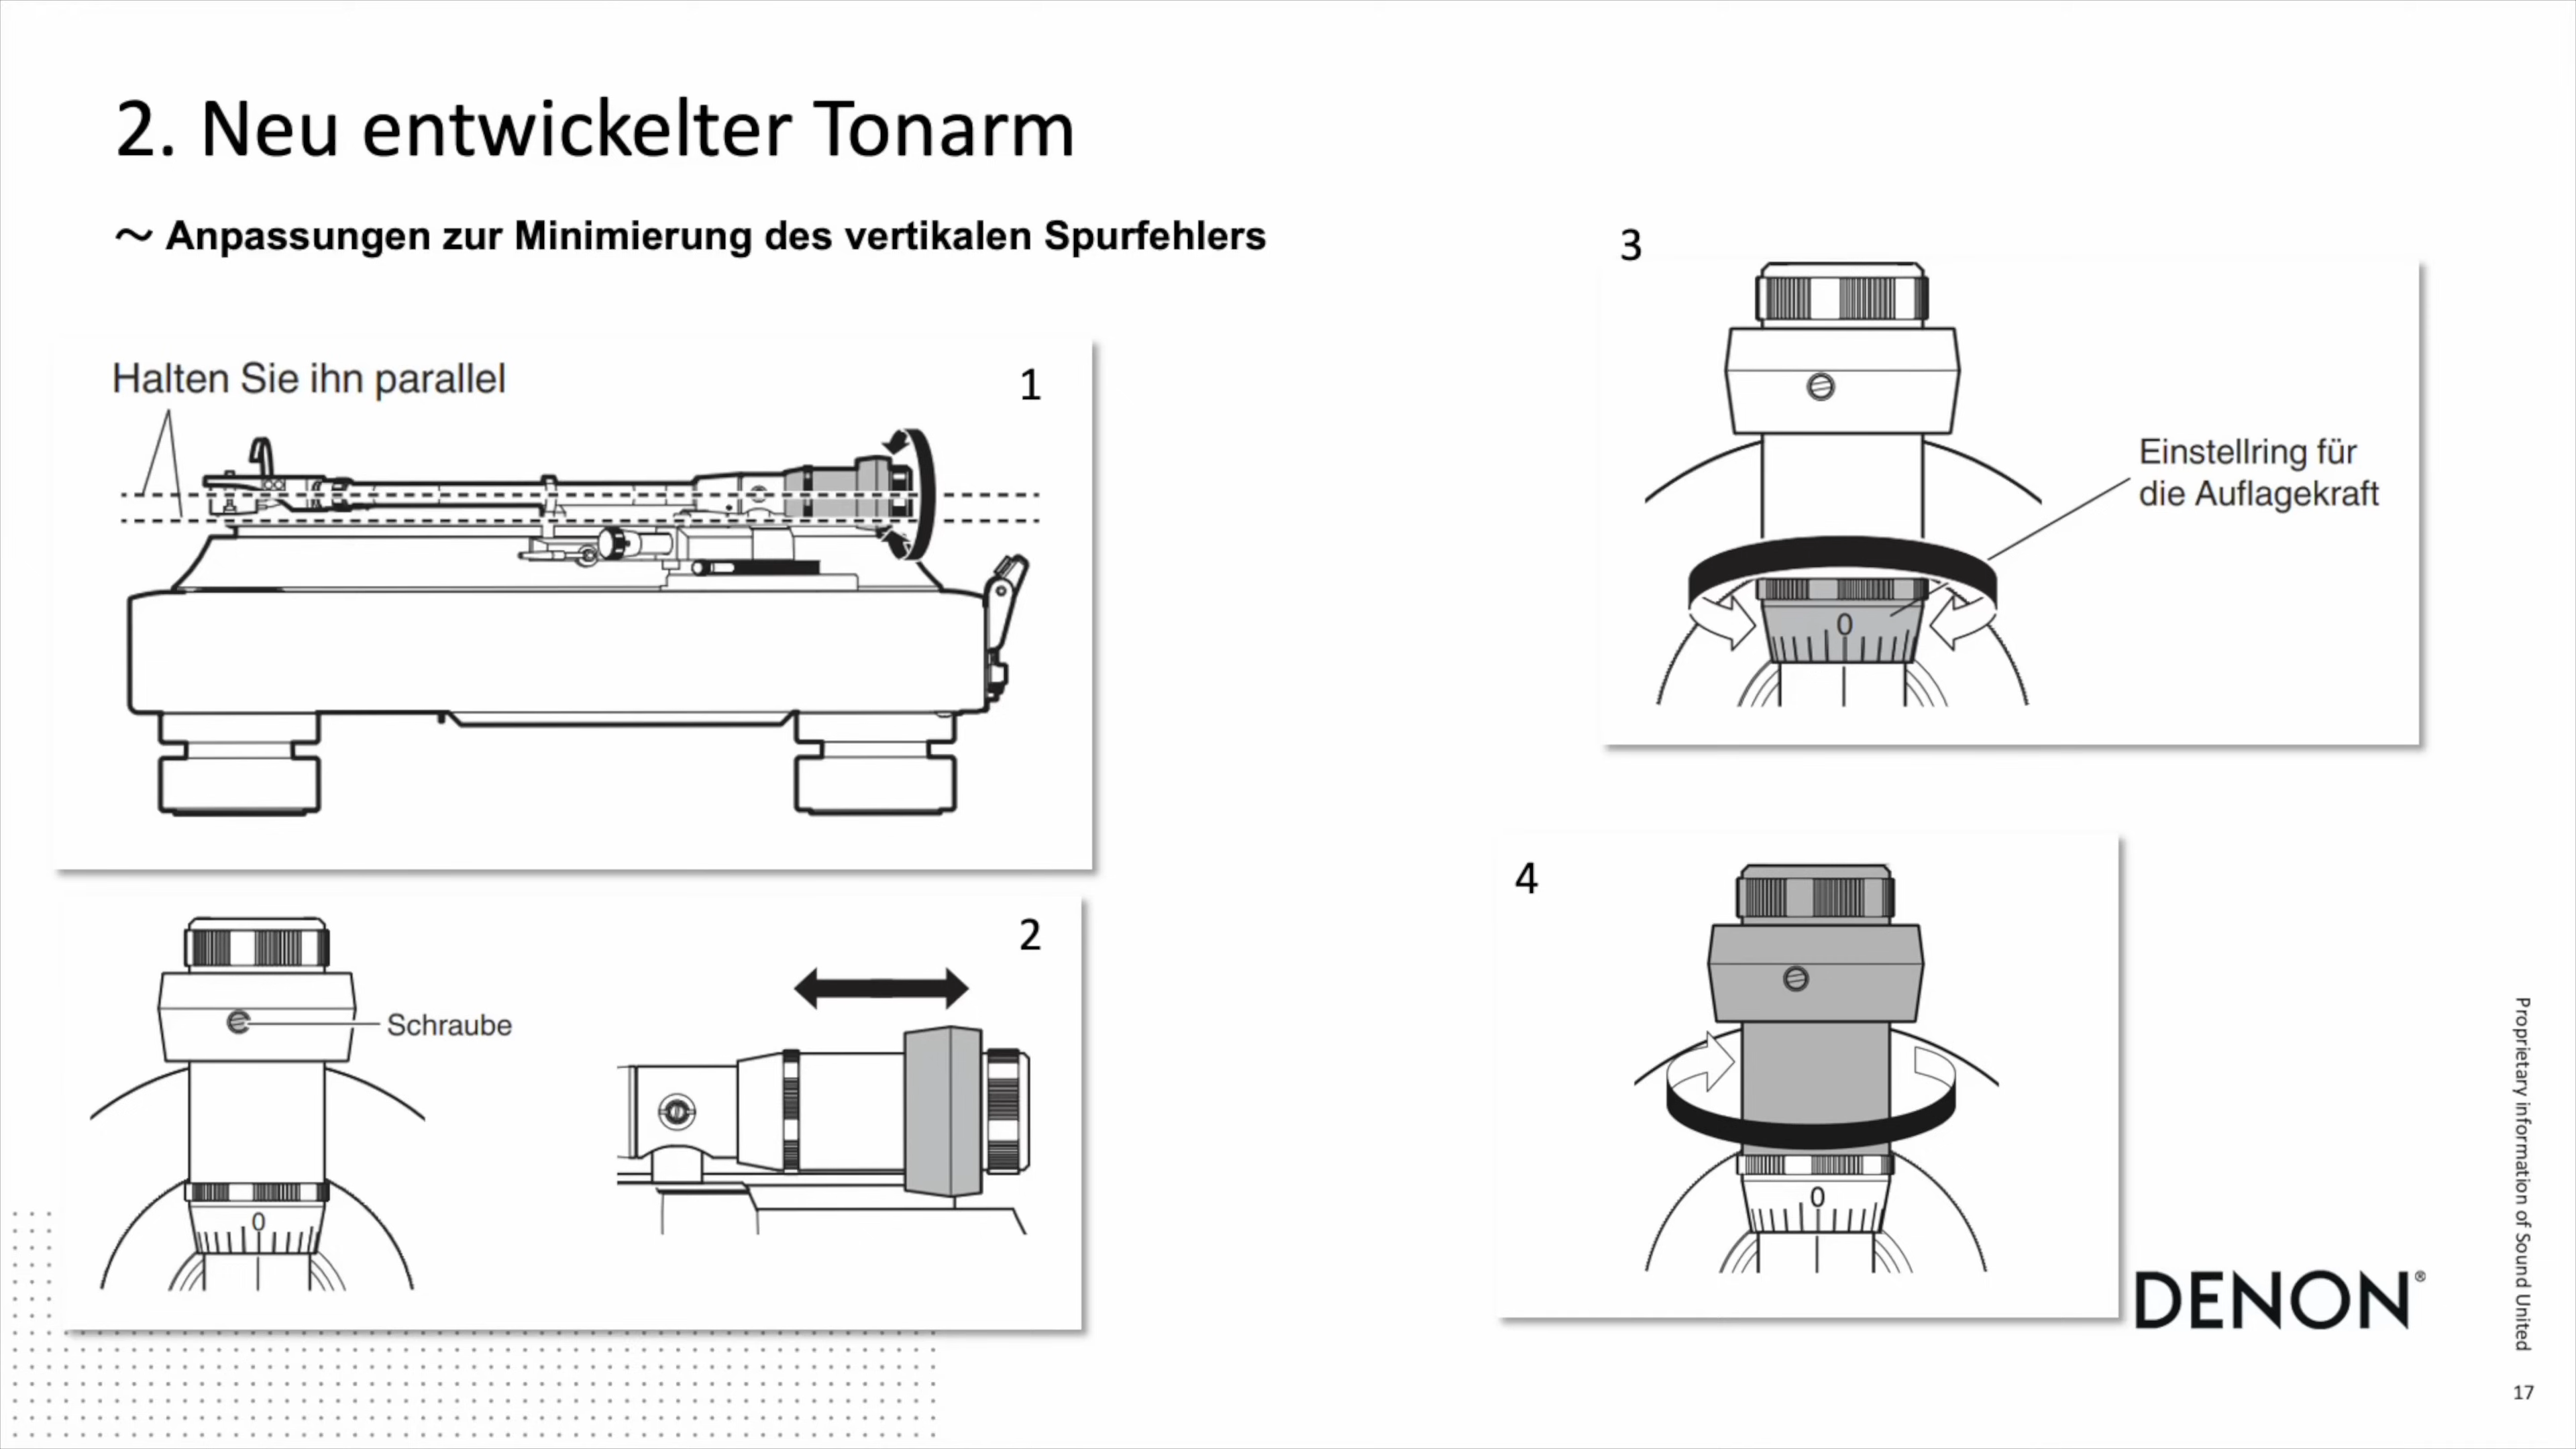 2. Neu entwickelter Tonarm
～ Anpassungen zur Minimierung des vertikalen Spurfehlers
Halten Sie ihn parallel
1
Schraube
2
0
3
Einstellring für
die Auflagekraft
0
4
0
DENON®
Proprietary information of Sound United
17